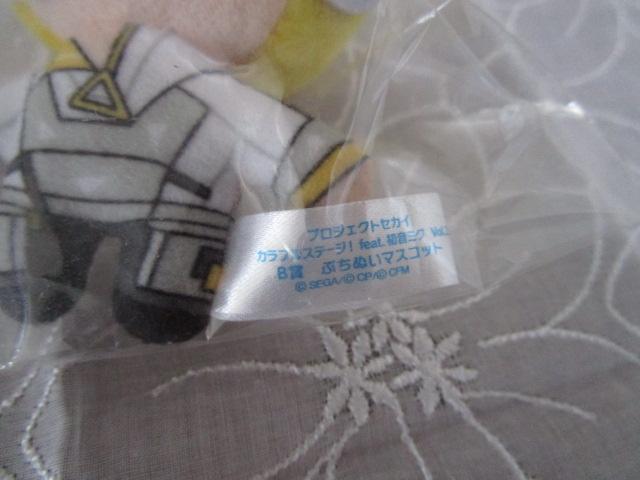 プロジェクトセカイ
カラフルステージ! feat. 初音ミク Vol.
B賞 ぷちぬいマスコット
©SEGA/©CP/©CFM